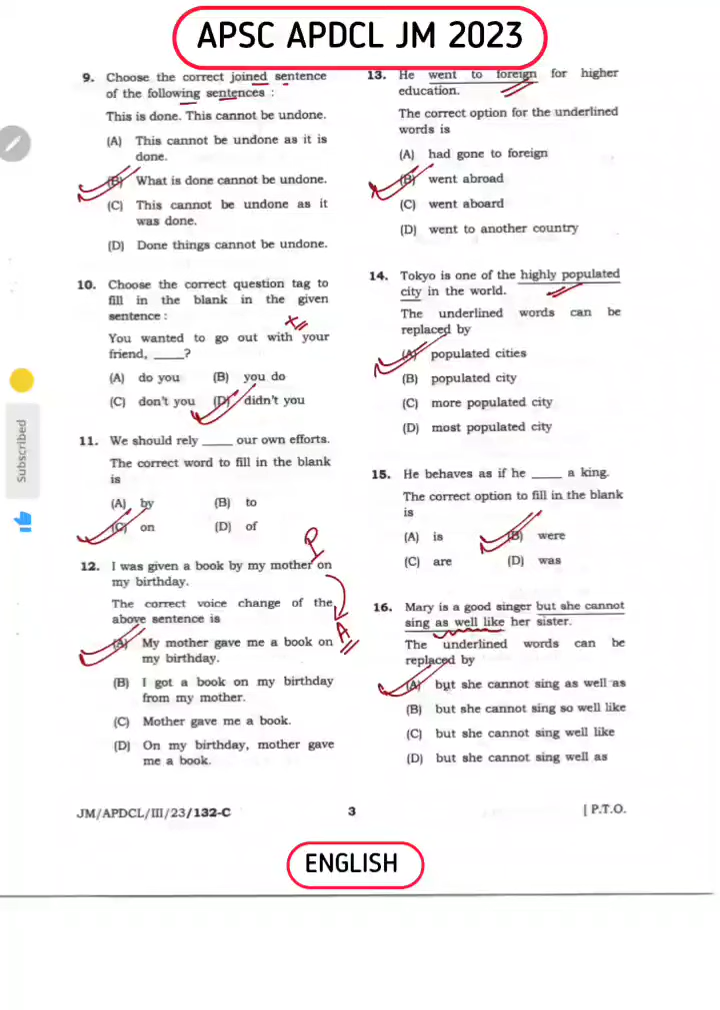 APSC APDCL JM 2023
9. Choose the correct joined sentence
of the following sentences :
This is done. This cannot be undone.
(A) This cannot be undone as it is
done.
(B) What is done cannot be undone.
(C) This cannot be undone as it
was done.
(D) Done things cannot be undone.
10. Choose the correct question tag to
fill in the blank in the given
sentence :
You wanted to go out with your
friend, ____?
(A) do you (B) you do
(C) don't you (D) didn't you
11. We should rely ____ our own efforts.
The correct word to fill in the blank
is
(A) by (B) to
(C) on (D) of
12. I was given a book by my mother on
my birthday.
The correct voice change of the
above sentence is
(A) My mother gave me a book on
my birthday.
(B) I got a book on my birthday
from my mother.
(C) Mother gave me a book.
(D) On my birthday, mother gave
me a book.
P
A
13. He went to foreign for higher
education.
The correct option for the underlined
words is
(A) had gone to foreign
(B) went abroad
(C) went aboard
(D) went to another country
14. Tokyo is one of the highly populated
city in the world.
The underlined words can be
replaced by
(A) populated cities
(B) populated city
(C) more populated city
(D) most populated city
15. He behaves as if he ____ a king.
The correct option to fill in the blank
is
(A) is (B) were
(C) are (D) was
16. Mary is a good singer but she cannot
sing as well like her sister.
The underlined words can be
replaced by
(A) but she cannot sing as well as
(B) but she cannot sing so well like
(C) but she cannot sing well like
(D) but she cannot sing well as
JM/APDCL/III/23/132-C 3 [ P.T.O.
Subscribed
ENGLISH